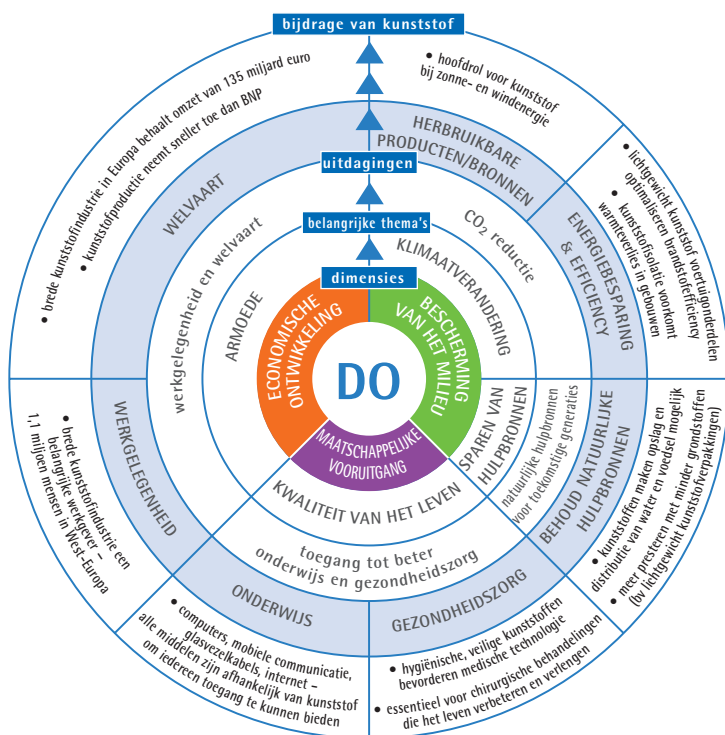 bijdrage van kunststof
• brede kunststofindustrie in Europa behaalt omzet van 135 miljard euro
• kunststofproductie neemt sneller toe dan BNP
• hoofdrol voor kunststof
bij zonne- en windenergie
• lichtgewicht kunststof voertuigonderdelen
optimaliseren brandstofefficiency
• kunststofisolatie voorkomt
warmteverlies in gebouwen
• kunststoffen maken opslag en
distributie van water en voedsel mogelijk
• meer presteren met minder grondstoffen
(bv lichtgewicht kunststofverpakkingen)
• hygiënische, veilige kunststoffen
bevorderen medische technologie
• essentieel voor chirurgische behandelingen
die het leven verbeteren en verlengen
• computers, mobiele communicatie,
glasvezelkabels, internet –
alle middelen zijn afhankelijk van kunststof
om iedereen toegang te kunnen bieden
• brede kunststofindustrie een
belangrijke werkgever –
1,1 miljoen mensen in West-Europa
uitdagingen
WELVAART
HERBRUIKBARE
PRODUCTEN/BRONNEN
ENERGIEBESPARING
& EFFICIENCY
BEHOUD NATUURLIJKE
HULPBRONNEN
GEZONDHEIDSZORG
ONDERWIJS
WERKGELEGENHEID
belangrijke thema's
werkgelegenheid en welvaart
CO2 reductie
natuurlijke hulpbronnen
voor toekomstige generaties
toegang tot beter
onderwijs en gezondheidszorg
dimensies
ARMOEDE
KLIMAATVERANDERING
SPAREN VAN
HULPBRONNEN
KWALITEIT VAN HET LEVEN
ECONOMISCHE
ONTWIKKELING
BESCHERMING
VAN HET MILIEU
MAATSCHAPPELIJKE
VOORUITGANG
DO